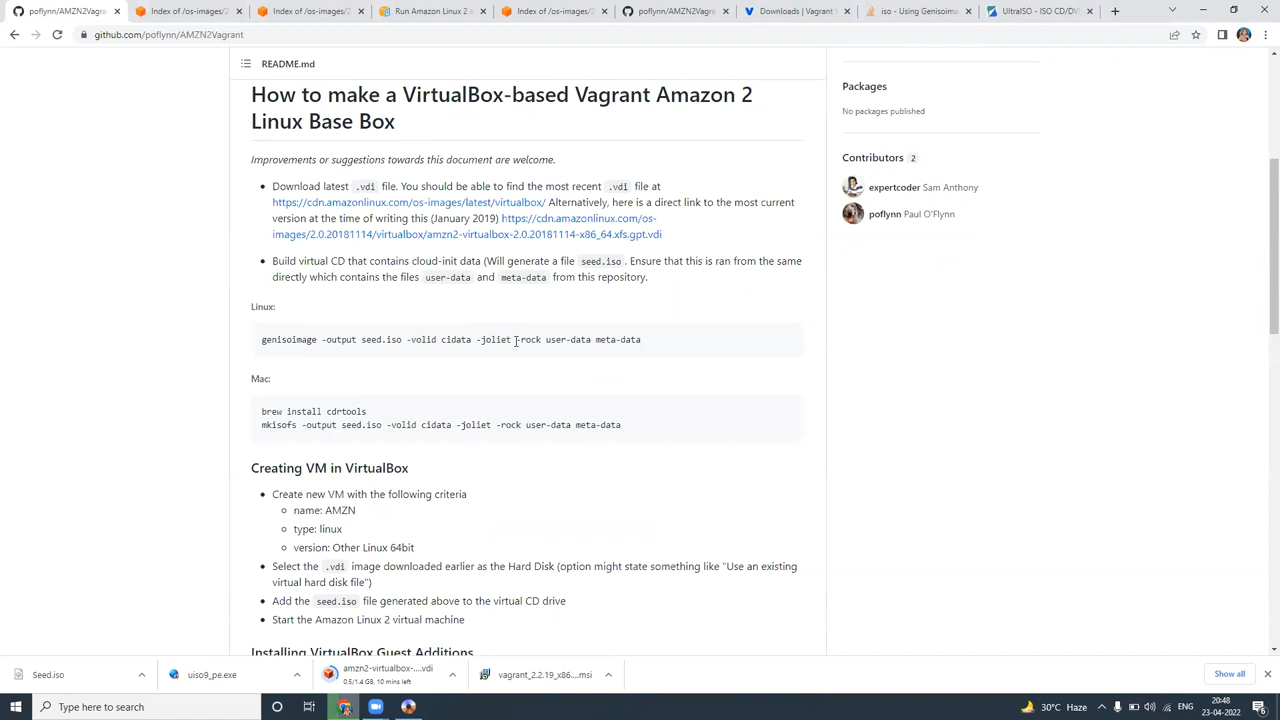 poflynn/AMZN2Vagr
Index of /os-images/2
Index of /os-images/2
Run Amazon Linux 2 a
Index of /os-images/2
poflynn/AMZN2Vagr
Downloads | Vagrant
iso - Using Genisoima
UltraISO - ISO CD/DV
github.com/poflynn/AMZN2Vagrant
README.md
How to make a VirtualBox-based Vagrant Amazon 2
Linux Base Box
Improvements or suggestions towards this document are welcome.
Download latest .vdi file. You should be able to find the most recent .vdi file at
https://cdn.amazonlinux.com/os-images/latest/virtualbox/ Alternatively, here is a direct link to the most current
version at the time of writing this (January 2019) https://cdn.amazonlinux.com/os-
images/2.0.20181114/virtualbox/amzn2-virtualbox-2.0.20181114-x86_64.xfs.gpt.vdi
Build virtual CD that contains cloud-init data (Will generate a file seed.iso. Ensure that this is ran from the same
directly which contains the files user-data and meta-data from this repository.
Linux:
genisoimage -output seed.iso -volid cidata -joliet -rock user-data meta-data
Mac:
brew install cdrtools
mkisofs -output seed.iso -volid cidata -joliet -rock user-data meta-data
Creating VM in VirtualBox
Create new VM with the following criteria
name: AMZN
type: linux
version: Other Linux 64bit
Select the .vdi image downloaded earlier as the Hard Disk (option might state something like "Use an existing
virtual hard disk file")
Add the seed.iso file generated above to the virtual CD drive
Start the Amazon Linux 2 virtual machine
Installing VirtualBox Guest Additions
Packages
No packages published
Contributors 2
expertcoder Sam Anthony
poflynn Paul O'Flynn
Seed.iso
uiso9_pe.exe
amzn2-virtualbox-....vdi
0.5/1.4 GB, 10 mins left
vagrant_2.2.19_x86....msi
Show all
Type here to search
30°C Haze
ENG
20:48
23-04-2022
6